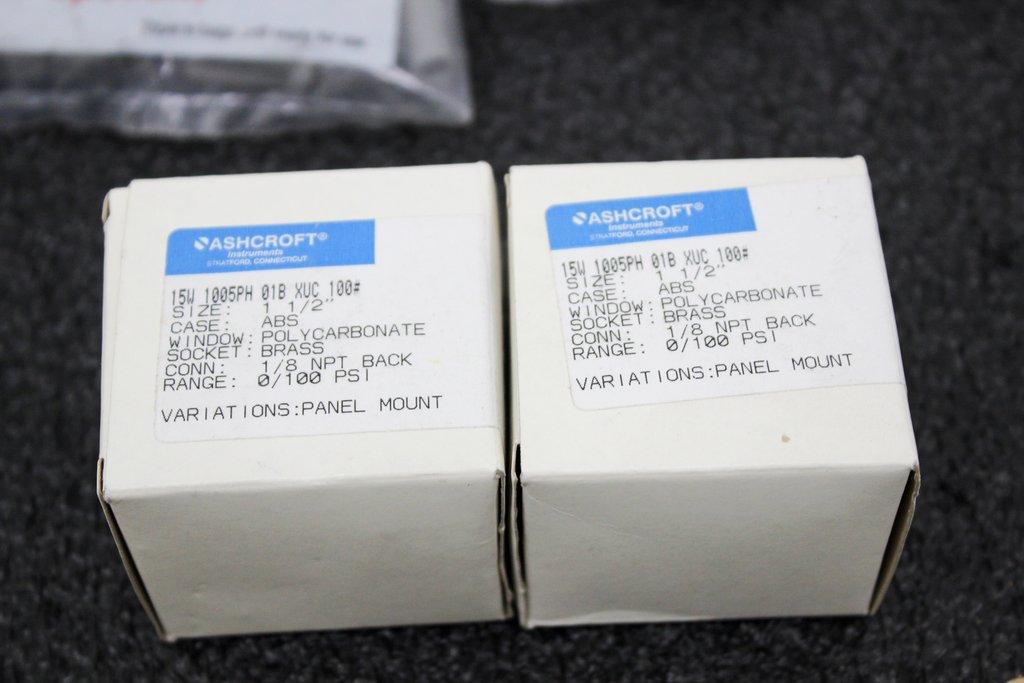 ASHCROFT®
Instruments
STRATFORD, CONNECTICUT
15W 1005PH 01B XUC 100#
SIZE: 1 1/2"
CASE: ABS
WINDOW: POLYCARBONATE
SOCKET: BRASS
CONN: 1/8 NPT BACK
RANGE: 0/100 PSI
VARIATIONS:PANEL MOUNT
ASHCROFT®
Instruments
STRATFORD, CONNECTICUT
15W 1005PH 01B XUC 100#
SIZE: 1 1/2"
CASE: ABS
WINDOW: POLYCARBONATE
SOCKET: BRASS
CONN: 1/8 NPT BACK
RANGE: 0/100 PSI
VARIATIONS:PANEL MOUNT